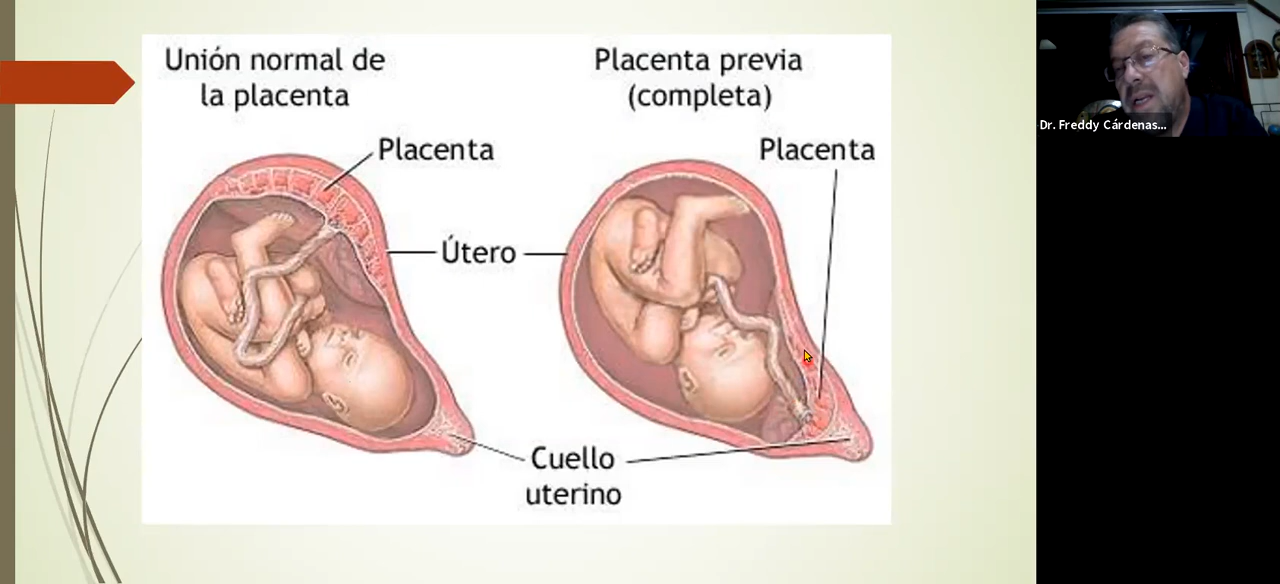 Unión normal de
la placenta
Placenta previa
(completa)
Placenta
Placenta
Útero
Cuello
uterino
Dr. Freddy Cárdenas...